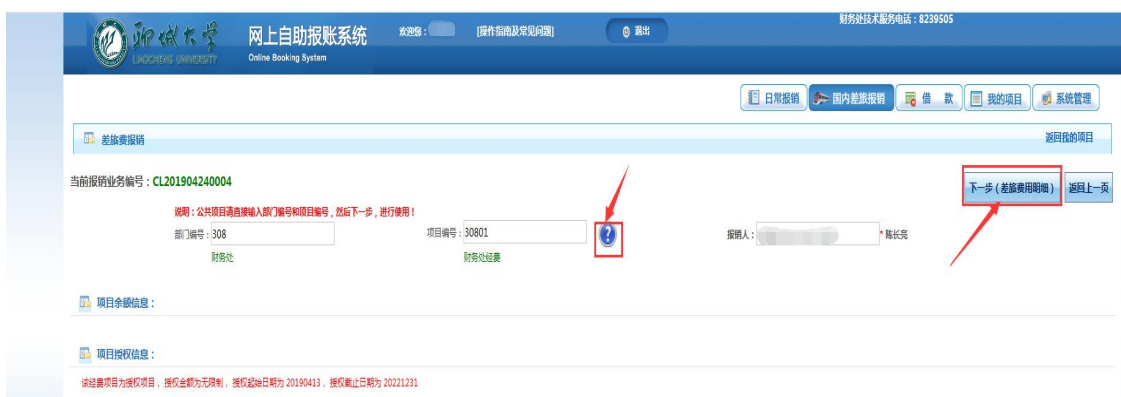 财务处技术服务电话：8239505
聊城大学 网上自助报账系统 欢迎您： [操作指南及常见问题] 退出
LIAOCHENG UNIVERSITY Online Booking System
日常报销 国内差旅报销 借 款 我的项目 系统管理
差旅费报销 返回我的项目
当前报销业务编号：CL201904240004 下一步（差旅费用明细） 返回上一页
说明：公共项目请直接输入部门编号和项目编号，然后下一步，进行使用！
部门编号：308 项目编号：30801 ? 报销人： * 陈长亮
财务处 财务处经费
项目余额信息：
项目授权信息：
该经费项目为授权项目，授权金额为无限制，授权起始日期为 20190413，授权截止日期为 20221231